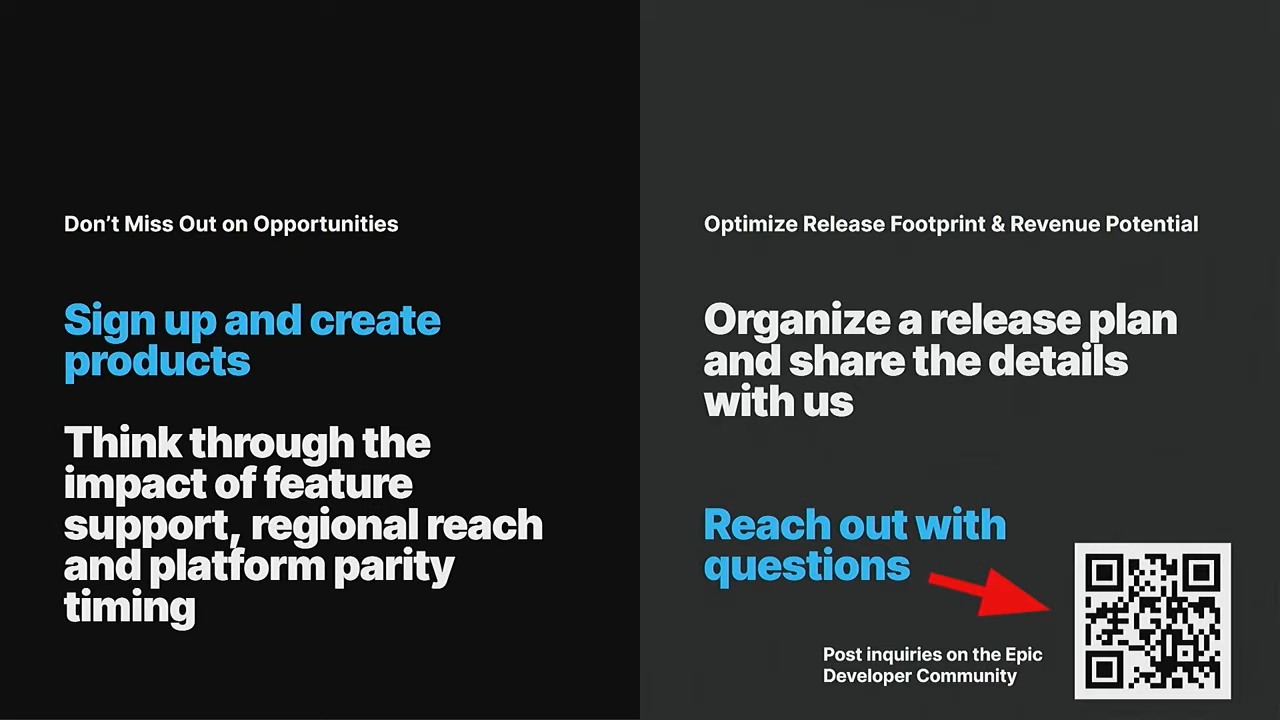 Don’t Miss Out on Opportunities
Sign up and create
products
Think through the
impact of feature
support, regional reach
and platform parity
timing
Optimize Release Footprint & Revenue Potential
Organize a release plan
and share the details
with us
Reach out with
questions
Post inquiries on the Epic
Developer Community